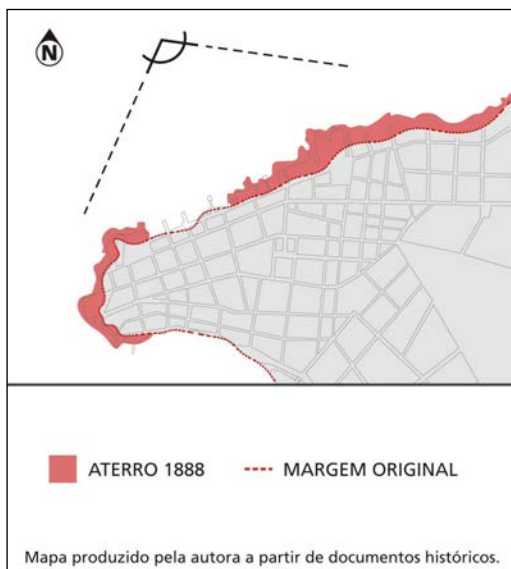 N
ATERRO 1888
MARGEM ORIGINAL
Mapa produzido pela autora a partir de documentos históricos.